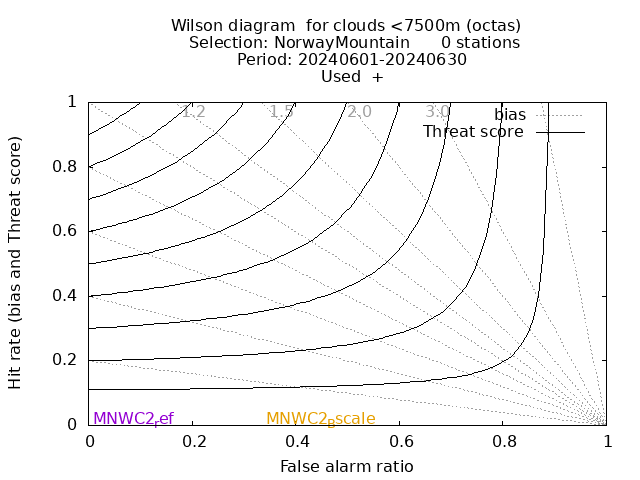 Wilson diagram  for clouds <7500m (octas)
Selection: NorwayMountain      0 stations
Period: 20240601-20240630
Used  +
1.2 1.5 2.0 3.0
bias
Threat score
Hit rate (bias and Threat score)
1
0.8
0.6
0.4
0.2
0
MNWC2ref MNWC2Bscale
0 0.2 0.4 0.6 0.8 1
False alarm ratio